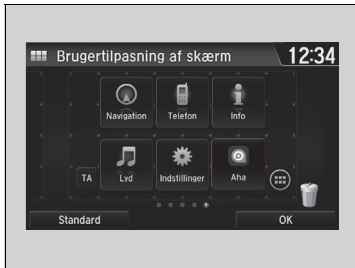 Brugertilpasning af skærm 12:34
Navigation Telefon Info
TA Lyd Indstillinger Aha
Standard OK